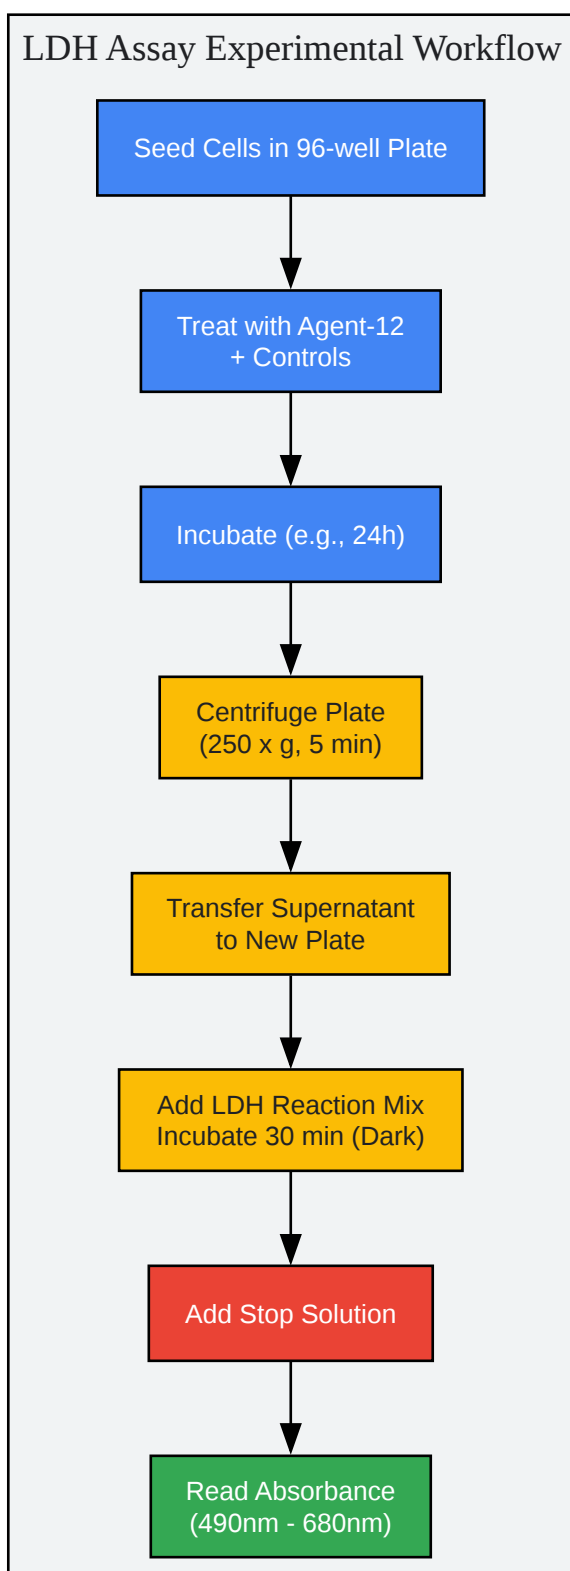 LDH Assay Experimental Workflow
Seed Cells in 96-well Plate
Treat with Agent-12
+ Controls
Incubate (e.g., 24h)
Centrifuge Plate
(250 x g, 5 min)
Transfer Supernatant
to New Plate
Add LDH Reaction Mix
Incubate 30 min (Dark)
Add Stop Solution
Read Absorbance
(490nm - 680nm)